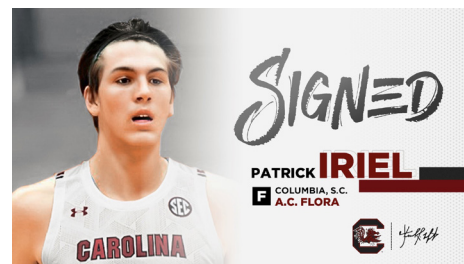 SIGNED
PATRICK IRIEL
F COLUMBIA, S.C.
A.C. FLORA
SEC
CAROLINA